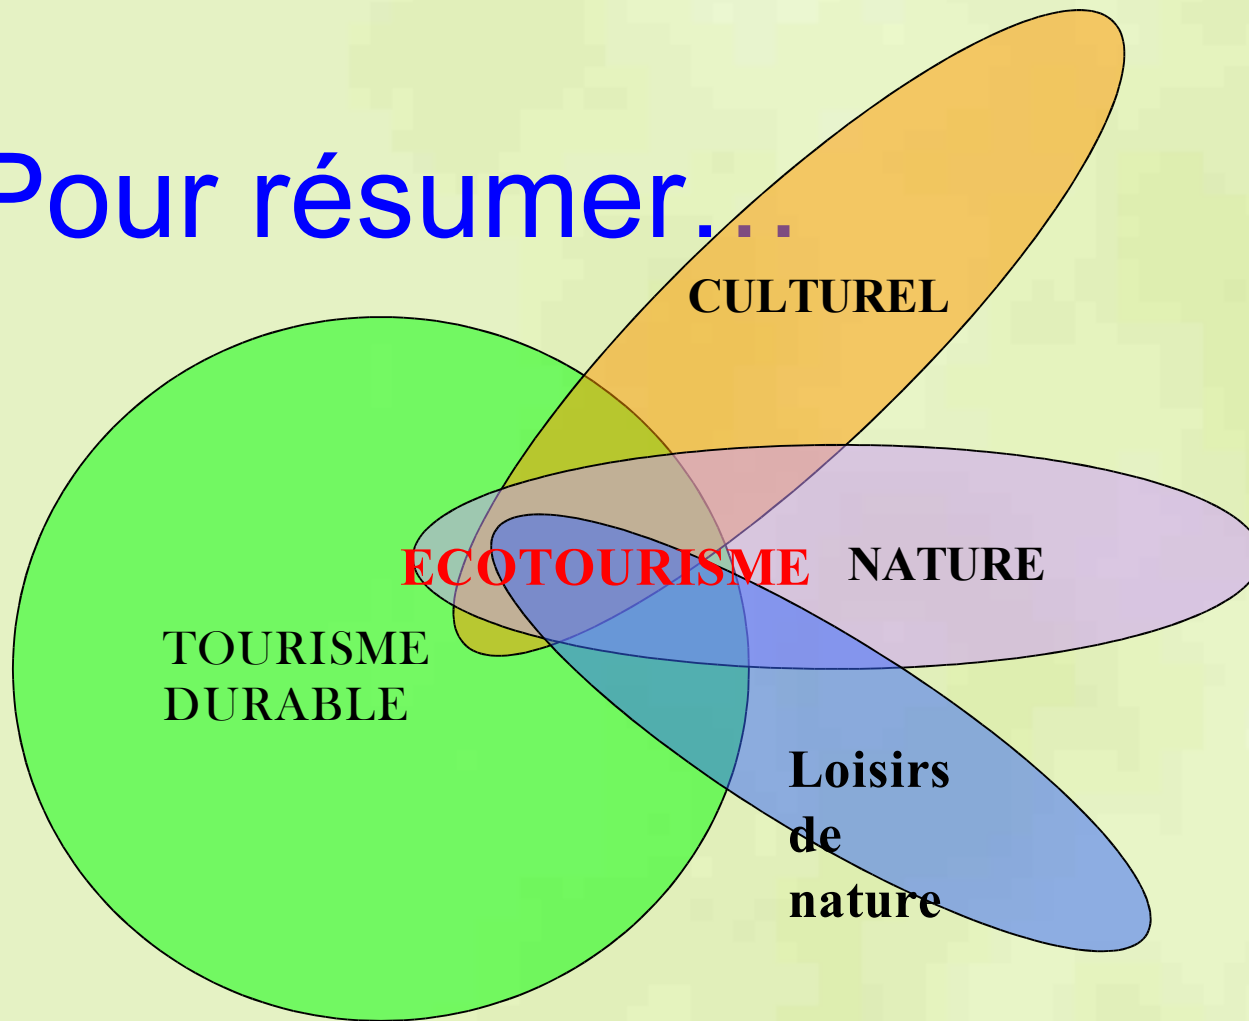 Pour résumer…
CULTUREL
ECOTOURISME
NATURE
TOURISME
DURABLE
Loisirs
de
nature